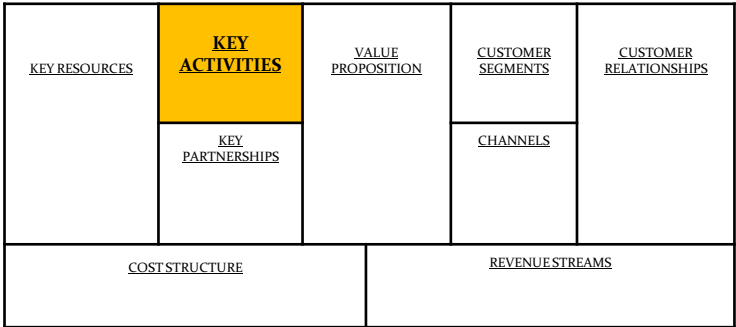 KEY RESOURCES
KEY
ACTIVITIES
KEY
PARTNERSHIPS
VALUE
PROPOSITION
CUSTOMER
SEGMENTS
CHANNELS
CUSTOMER
RELATIONSHIPS
COST STRUCTURE
REVENUE STREAMS